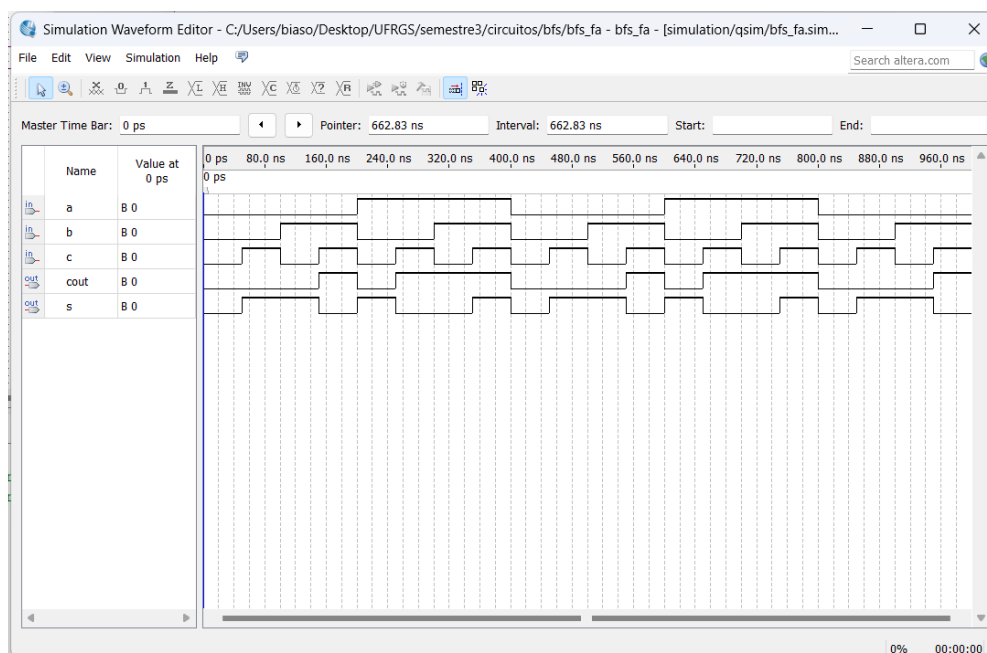 Simulation Waveform Editor - C:/Users/biaso/Desktop/UFRGS/semestre3/circuitos/bfs/bfs_fa - bfs_fa - [simulation/qsim/bfs_fa.sim...
File Edit View Simulation Help
Search altera.com
Master Time Bar: 0 ps Pointer: 662.83 ns Interval: 662.83 ns Start: End:
Name Value at 0 ps
0 ps 80.0 ns 160.0 ns 240.0 ns 320.0 ns 400.0 ns 480.0 ns 560.0 ns 640.0 ns 720.0 ns 800.0 ns 880.0 ns 960.0 ns
0 ps
in a B 0
in b B 0
in c B 0
out cout B 0
out s B 0
0% 00:00:00